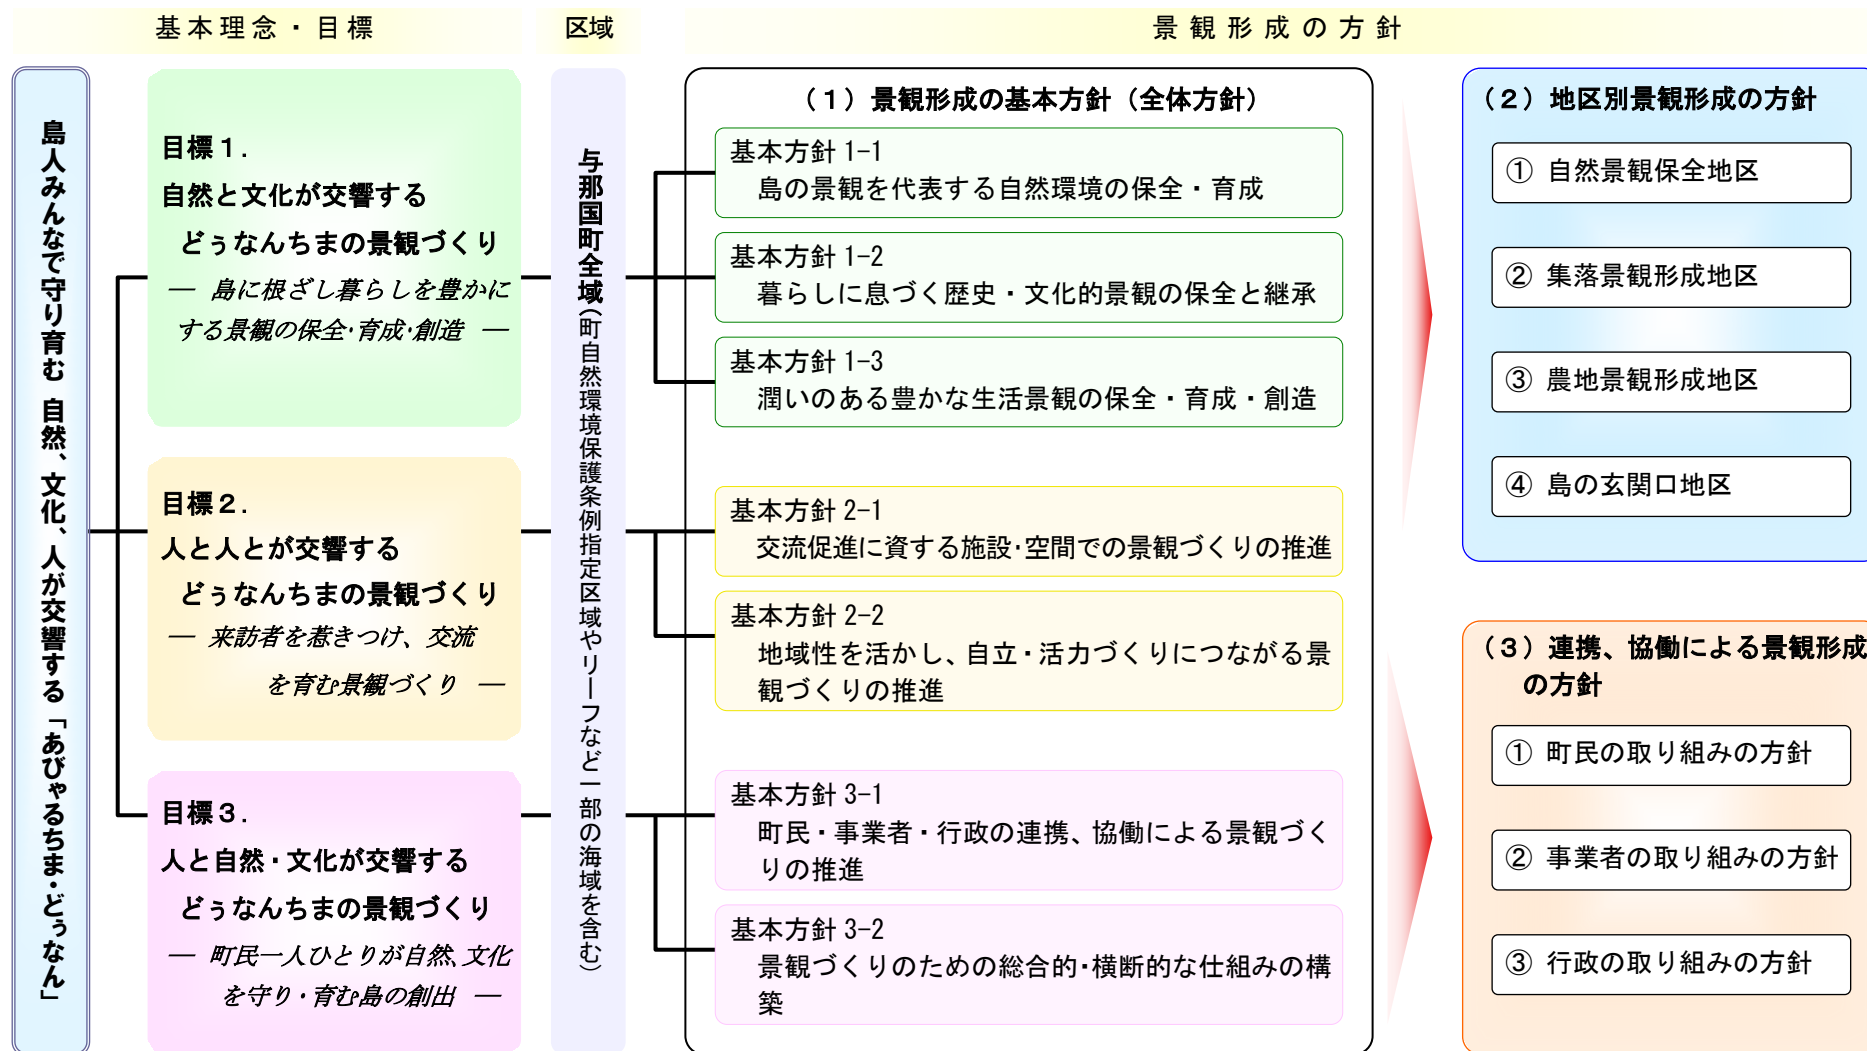 基本理念・目標
区域
景観形成の方針
島人みんなで守り育む 自然、文化、人が交響する「あびゃるちま・どぅなん」
目標１．
自然と文化が交響する
どぅなんちまの景観づくり
― 島に根ざし暮らしを豊かに
する景観の保全・育成・創造 ―
目標２．
人と人とが交響する
どぅなんちまの景観づくり
― 来訪者を惹きつけ、交流
を育む景観づくり ―
目標３．
人と自然・文化が交響する
どぅなんちまの景観づくり
― 町民一人ひとりが自然、文化
を守り・育む島の創出 ―
与那国町全域（町自然環境保護条例指定区域やリーフなど一部の海域を含む）
（１）景観形成の基本方針（全体方針）
基本方針 1-1
島の景観を代表する自然環境の保全・育成
基本方針 1-2
暮らしに息づく歴史・文化的景観の保全と継承
基本方針 1-3
潤いのある豊かな生活景観の保全・育成・創造
基本方針 2-1
交流促進に資する施設・空間での景観づくりの推進
基本方針 2-2
地域性を活かし、自立・活力づくりにつながる景
観づくりの推進
基本方針 3-1
町民・事業者・行政の連携、協働による景観づく
りの推進
基本方針 3-2
景観づくりのための総合的・横断的な仕組みの構
築
（２）地区別景観形成の方針
① 自然景観保全地区
② 集落景観形成地区
③ 農地景観形成地区
④ 島の玄関口地区
（３）連携、協働による景観形成
の方針
① 町民の取り組みの方針
② 事業者の取り組みの方針
③ 行政の取り組みの方針